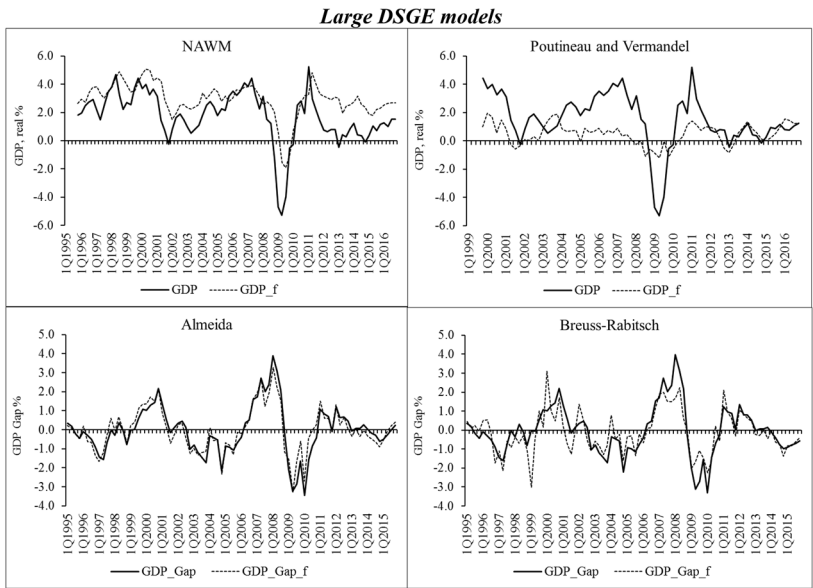 Large DSGE models
NAWM
6.0
4.0
2.0
0.0
-2.0
-4.0
-6.0
GDP, real %
1Q1995
1Q1996
1Q1997
1Q1998
1Q1999
1Q2000
1Q2001
1Q2002
1Q2003
1Q2004
1Q2005
1Q2006
1Q2007
1Q2008
1Q2009
1Q2010
1Q2011
1Q2012
1Q2013
1Q2014
1Q2015
1Q2016
GDP GDP_f
Poutineau and Vermandel
6.0
4.0
2.0
0.0
-2.0
-4.0
-6.0
GDP, real %
1Q1999
1Q2000
1Q2001
1Q2002
1Q2003
1Q2004
1Q2005
1Q2006
1Q2007
1Q2008
1Q2009
1Q2010
1Q2011
1Q2012
1Q2013
1Q2014
1Q2015
1Q2016
GDP GDP_f
Almeida
5.0
4.0
3.0
2.0
1.0
0.0
-1.0
-2.0
-3.0
-4.0
GDP_Gap %
1Q1995
1Q1996
1Q1997
1Q1998
1Q1999
1Q2000
1Q2001
1Q2002
1Q2003
1Q2004
1Q2005
1Q2006
1Q2007
1Q2008
1Q2009
1Q2010
1Q2011
1Q2012
1Q2013
1Q2014
1Q2015
GDP_Gap GDP_Gap_f
Breuss-Rabitsch
5.0
4.0
3.0
2.0
1.0
0.0
-1.0
-2.0
-3.0
-4.0
GDP_Gap %
1Q1995
1Q1996
1Q1997
1Q1998
1Q1999
1Q2000
1Q2001
1Q2002
1Q2003
1Q2004
1Q2005
1Q2006
1Q2007
1Q2008
1Q2009
1Q2010
1Q2011
1Q2012
1Q2013
1Q2014
1Q2015
GDP_Gap GDP_Gap_f